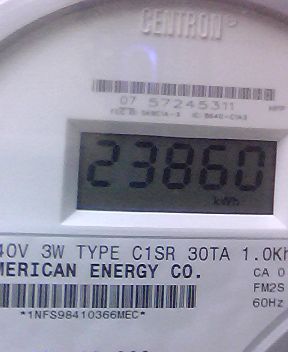 CENTRON®
07 57245311
23860
kWh
40V 3W TYPE C1SR 30TA 1.0Kh
MERICAN ENERGY CO.
CA 0
FM2S
60Hz
*1NFS98410366MEC*